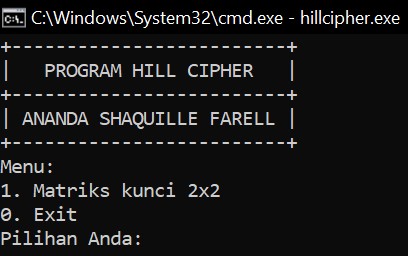 C:\Windows\System32\cmd.exe - hillcipher.exe
+--------------------------+
|   PROGRAM HILL CIPHER   |
+--------------------------+
| ANANDA SHAQUILLE FARELL |
+--------------------------+
Menu:
1. Matriks kunci 2x2
0. Exit
Pilihan Anda: